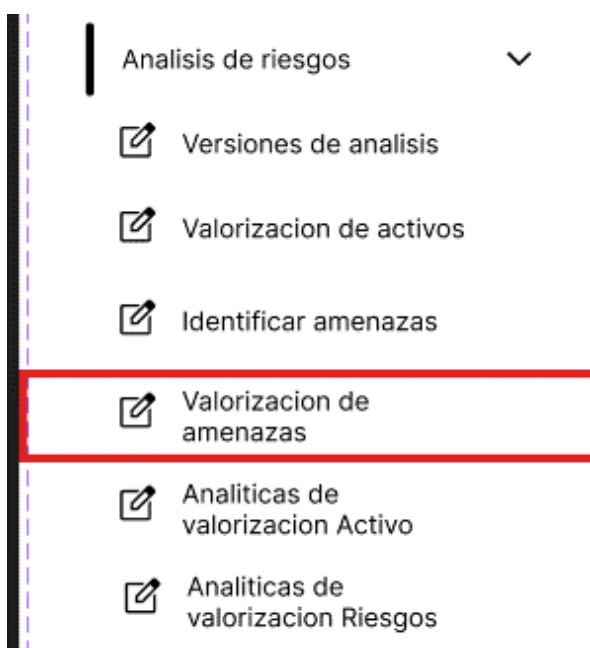 Analisis de riesgos
Versiones de analisis
Valorizacion de activos
Identificar amenazas
Valorizacion de
amenazas
Analiticas de
valorizacion Activo
Analiticas de
valorizacion Riesgos